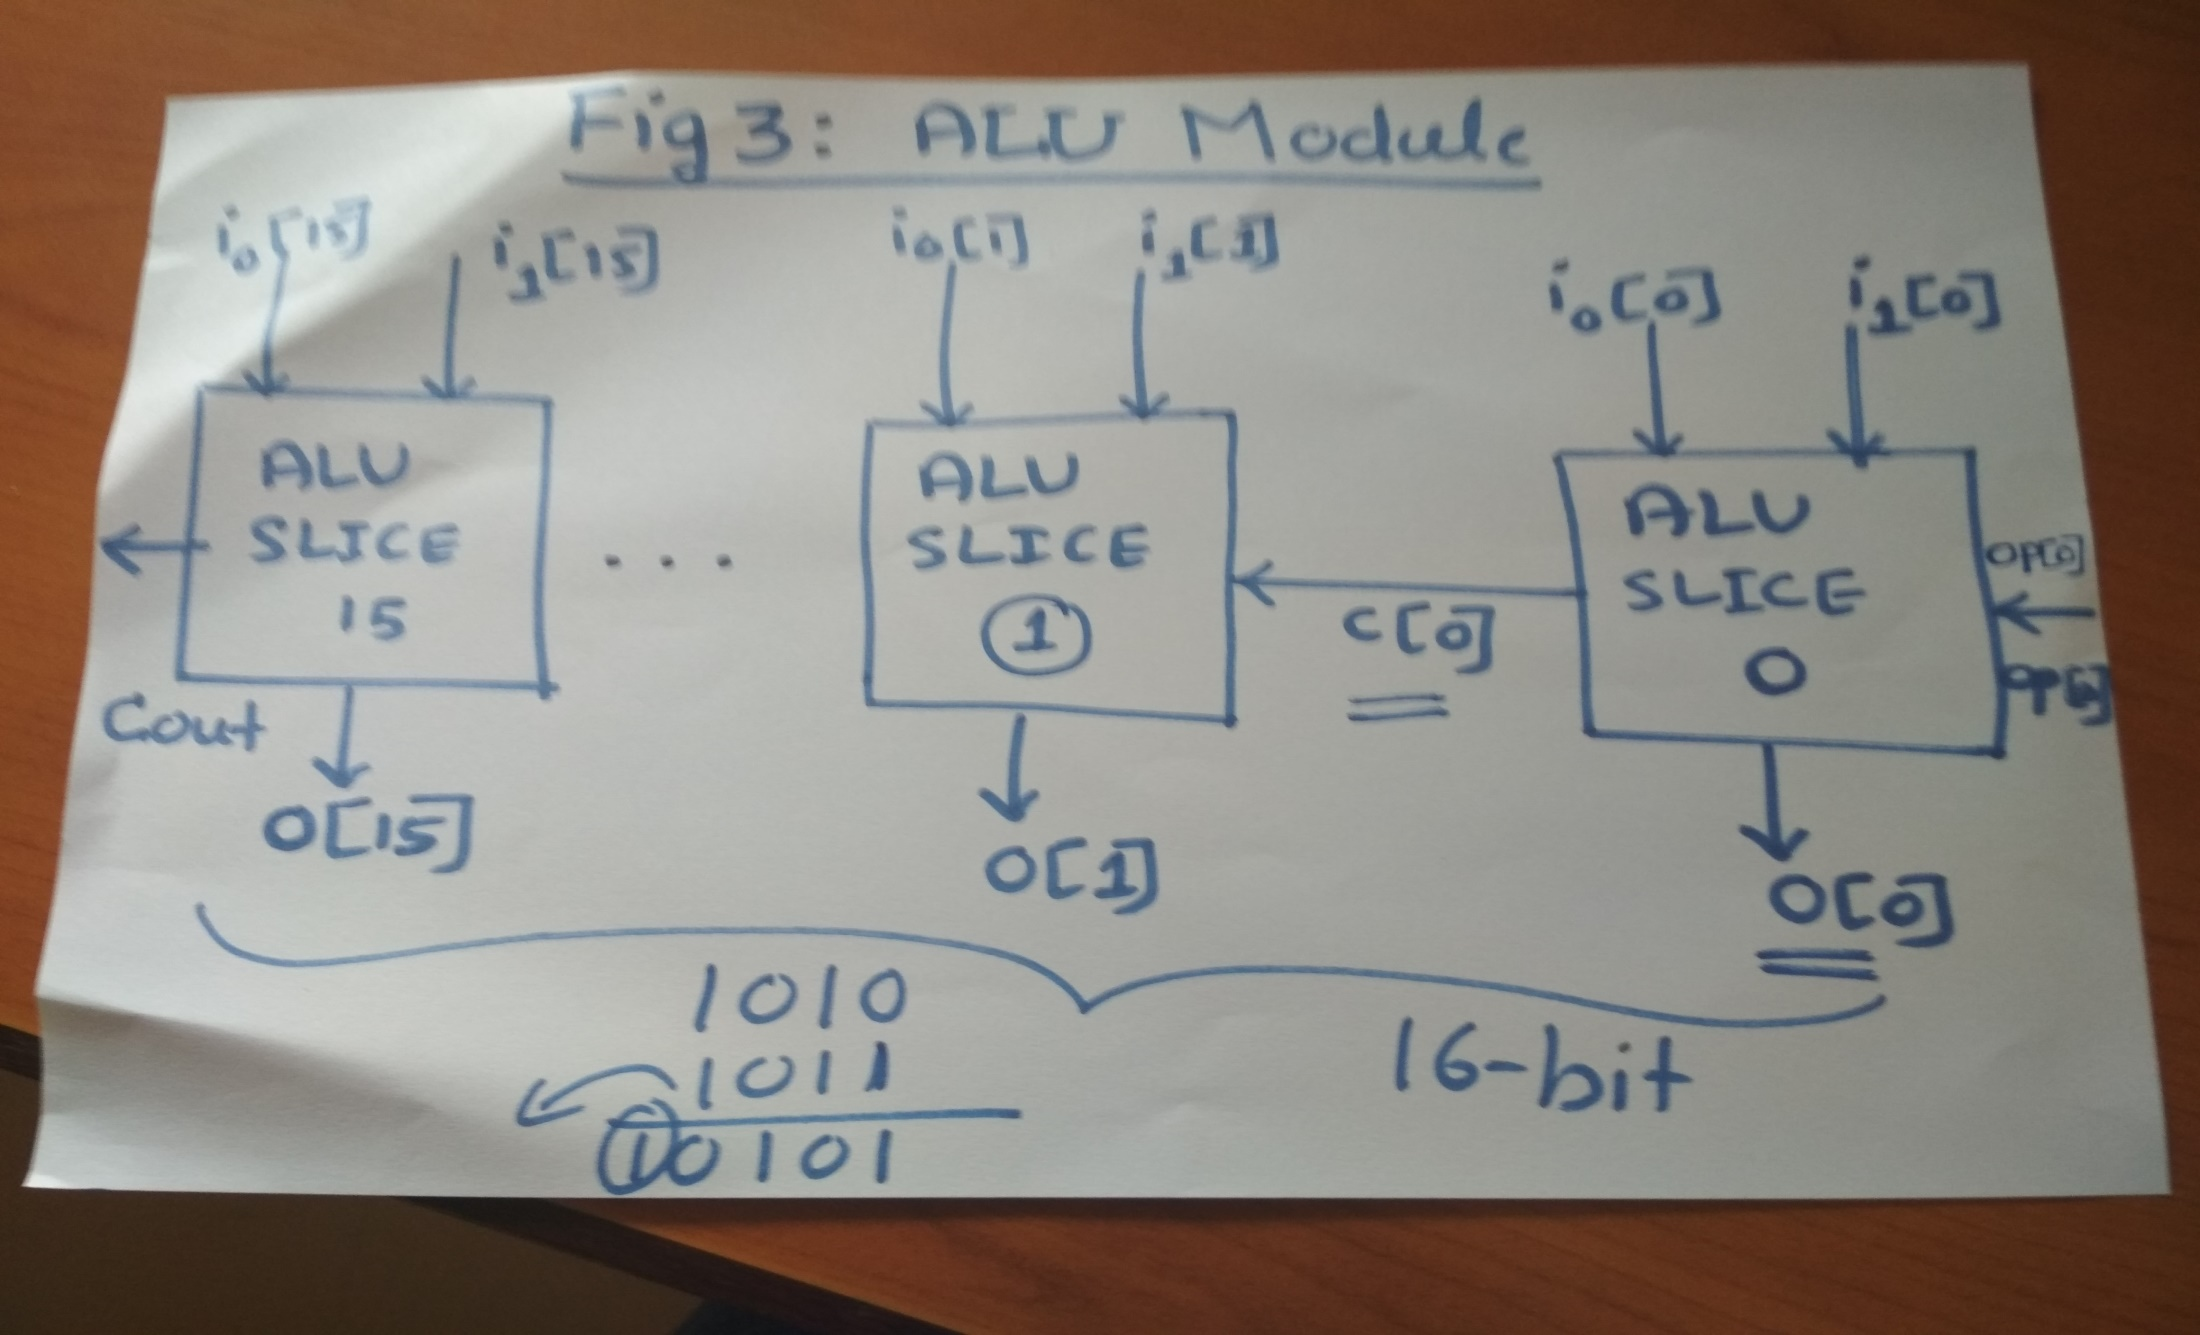 Fig 3: ALU Module
i₀[15] i₁[15] i₀[1] i₁[1] i₀[0] i₁[0]
ALU SLICE 15
...
ALU SLICE 1
ALU SLICE 0
op[0]
c[0]
Cout
O[15]
O[1]
O[0]
1010
1011
10101
16-bit